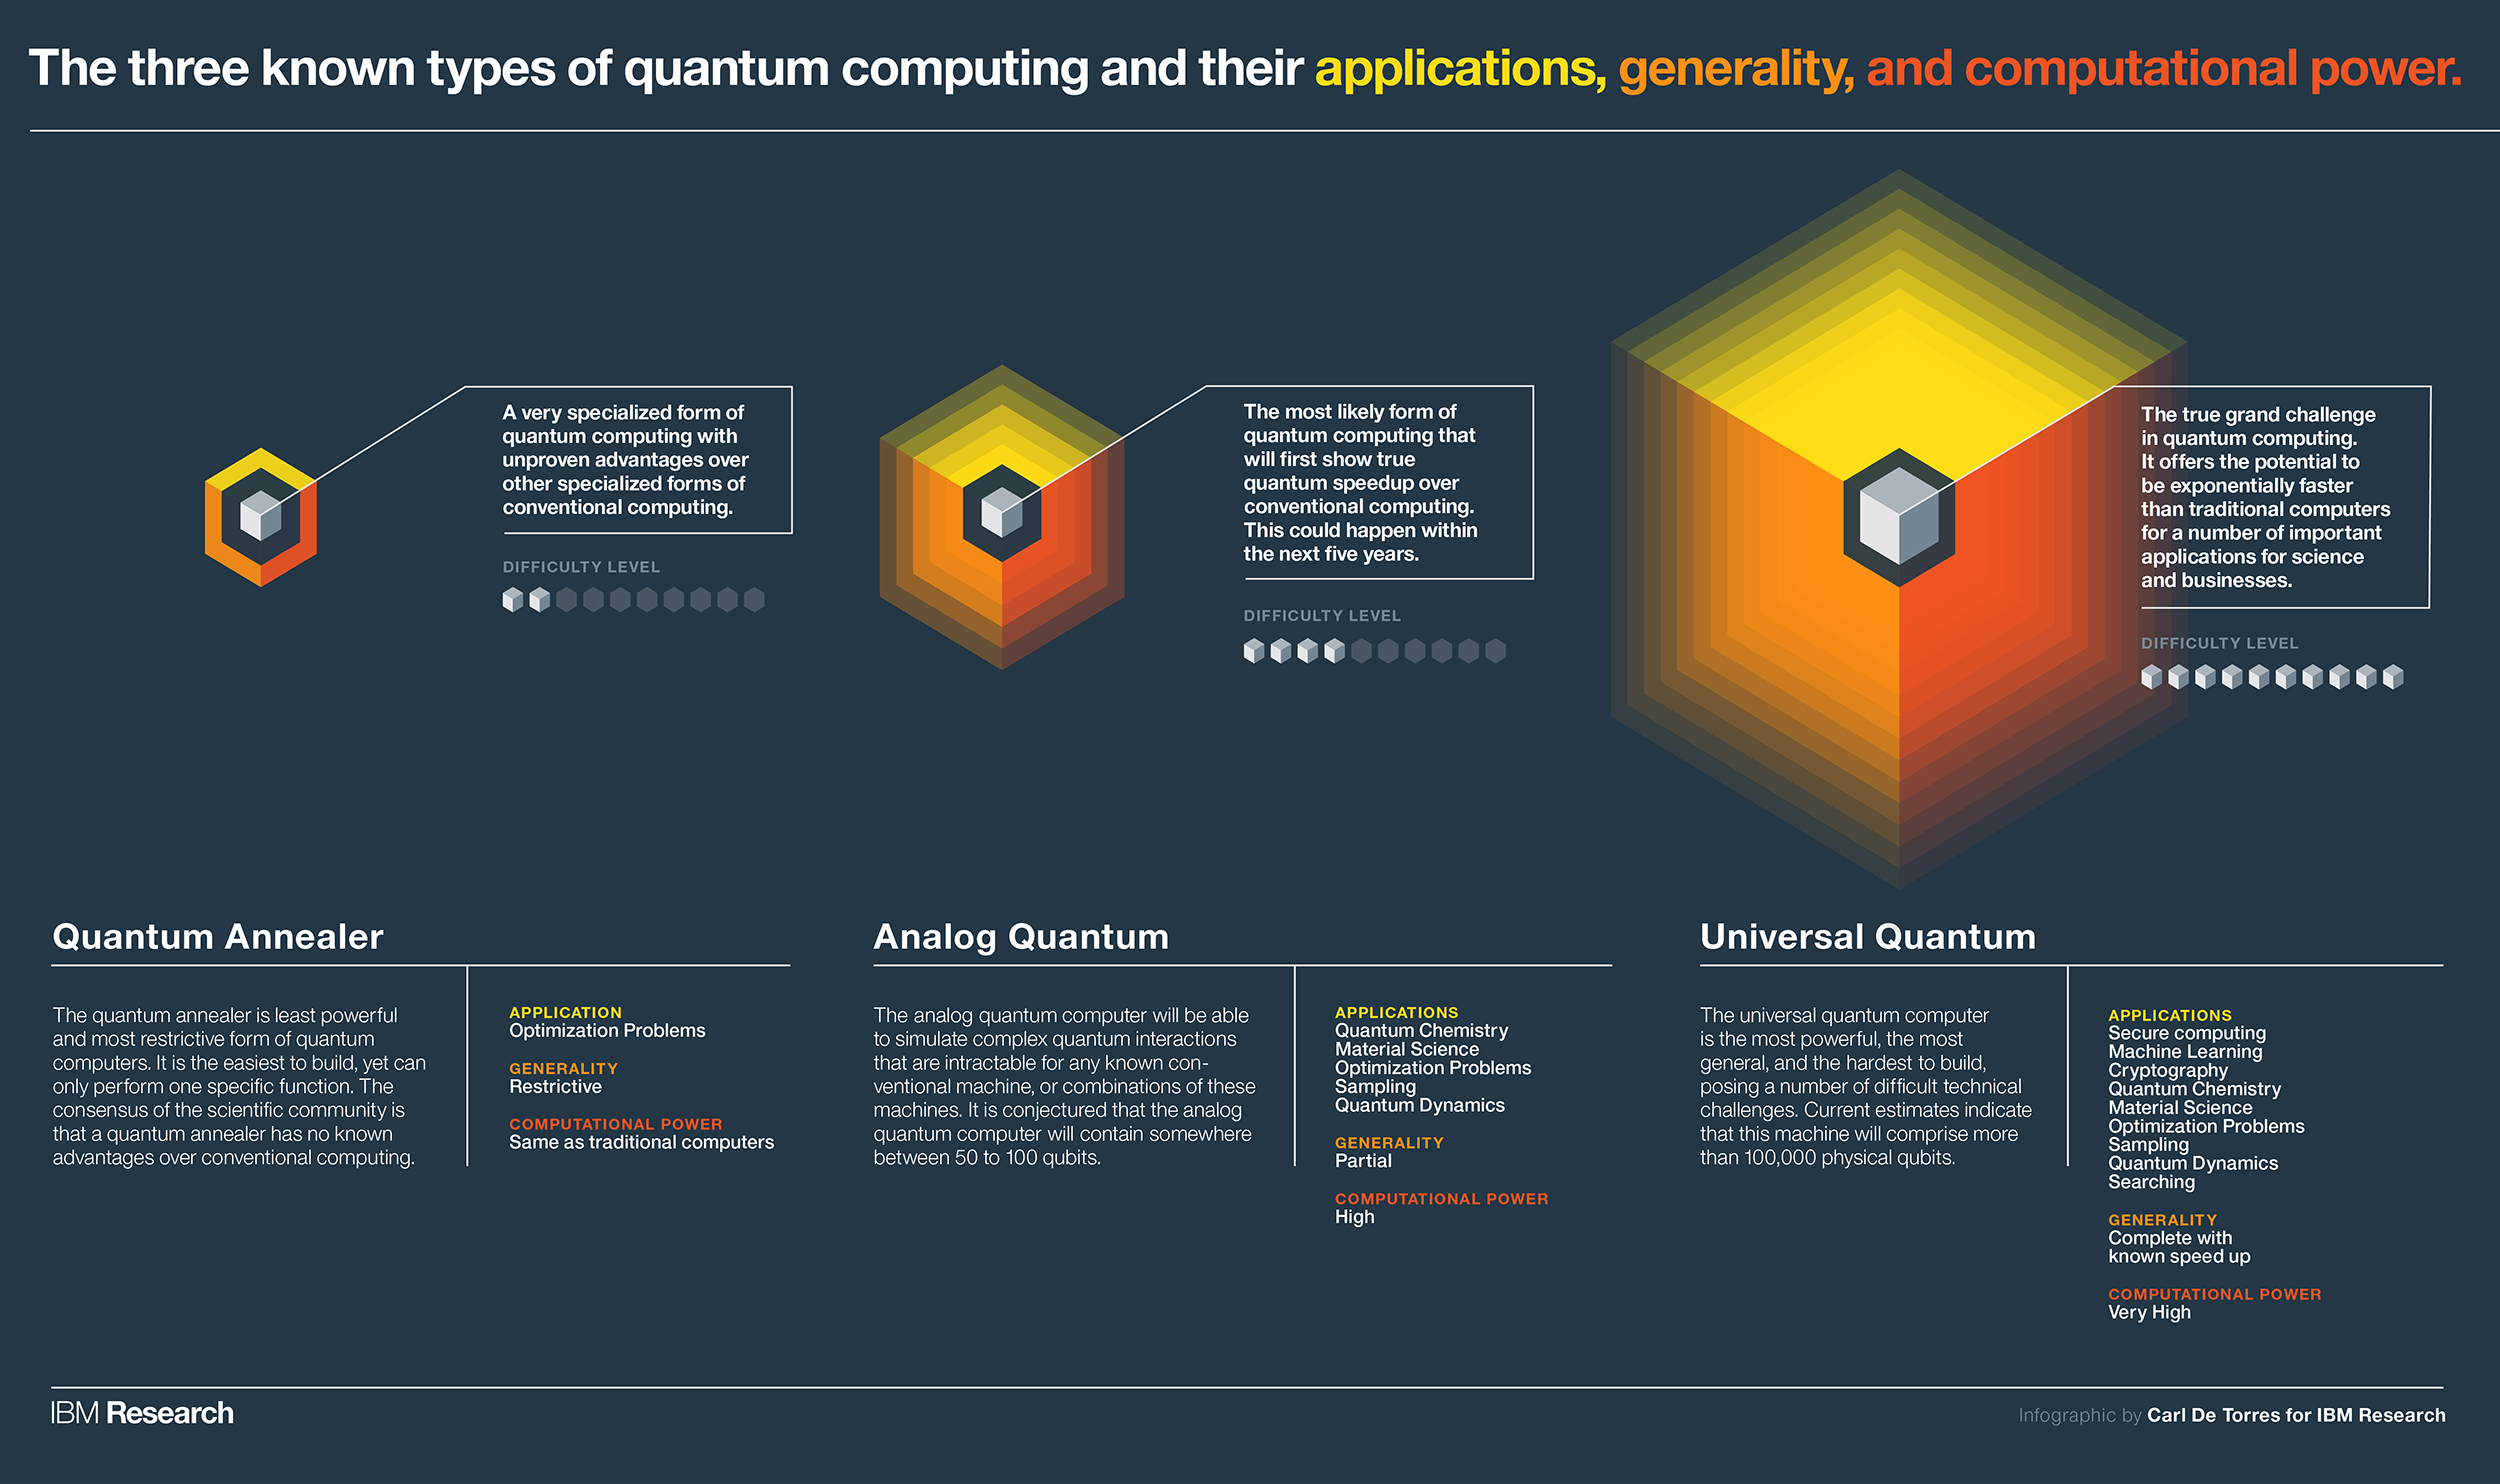 The three known types of quantum computing and their applications, generality, and computational power.
A very specialized form of
quantum computing with
unproven advantages over
other specialized forms of
conventional computing.
DIFFICULTY LEVEL
The most likely form of
quantum computing that
will first show true
quantum speedup over
conventional computing.
This could happen within
the next five years.
DIFFICULTY LEVEL
The true grand challenge
in quantum computing.
It offers the potential to
be exponentially faster
than traditional computers
for a number of important
applications for science
and businesses.
DIFFICULTY LEVEL
Quantum Annealer
The quantum annealer is least powerful
and most restrictive form of quantum
computers. It is the easiest to build, yet can
only perform one specific function. The
consensus of the scientific community is
that a quantum annealer has no known
advantages over conventional computing.
APPLICATION
Optimization Problems
GENERALITY
Restrictive
COMPUTATIONAL POWER
Same as traditional computers
Analog Quantum
The analog quantum computer will be able
to simulate complex quantum interactions
that are intractable for any known con-
ventional machine, or combinations of these
machines. It is conjectured that the analog
quantum computer will contain somewhere
between 50 to 100 qubits.
APPLICATIONS
Quantum Chemistry
Material Science
Optimization Problems
Sampling
Quantum Dynamics
GENERALITY
Partial
COMPUTATIONAL POWER
High
Universal Quantum
The universal quantum computer
is the most powerful, the most
general, and the hardest to build,
posing a number of difficult technical
challenges. Current estimates indicate
that this machine will comprise more
than 100,000 physical qubits.
APPLICATIONS
Secure computing
Machine Learning
Cryptography
Quantum Chemistry
Material Science
Optimization Problems
Sampling
Quantum Dynamics
Searching
GENERALITY
Complete with
known speed up
COMPUTATIONAL POWER
Very High
IBM Research
Infographic by Carl De Torres for IBM Research